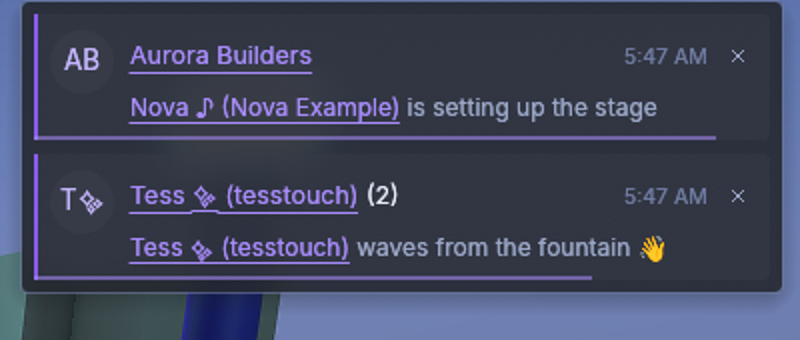 AB
Aurora Builders
5:47 AM ×
Nova ♪ (Nova Example) is setting up the stage
T
Tess (tesstouch) (2)
5:47 AM ×
Tess (tesstouch) waves from the fountain 👋